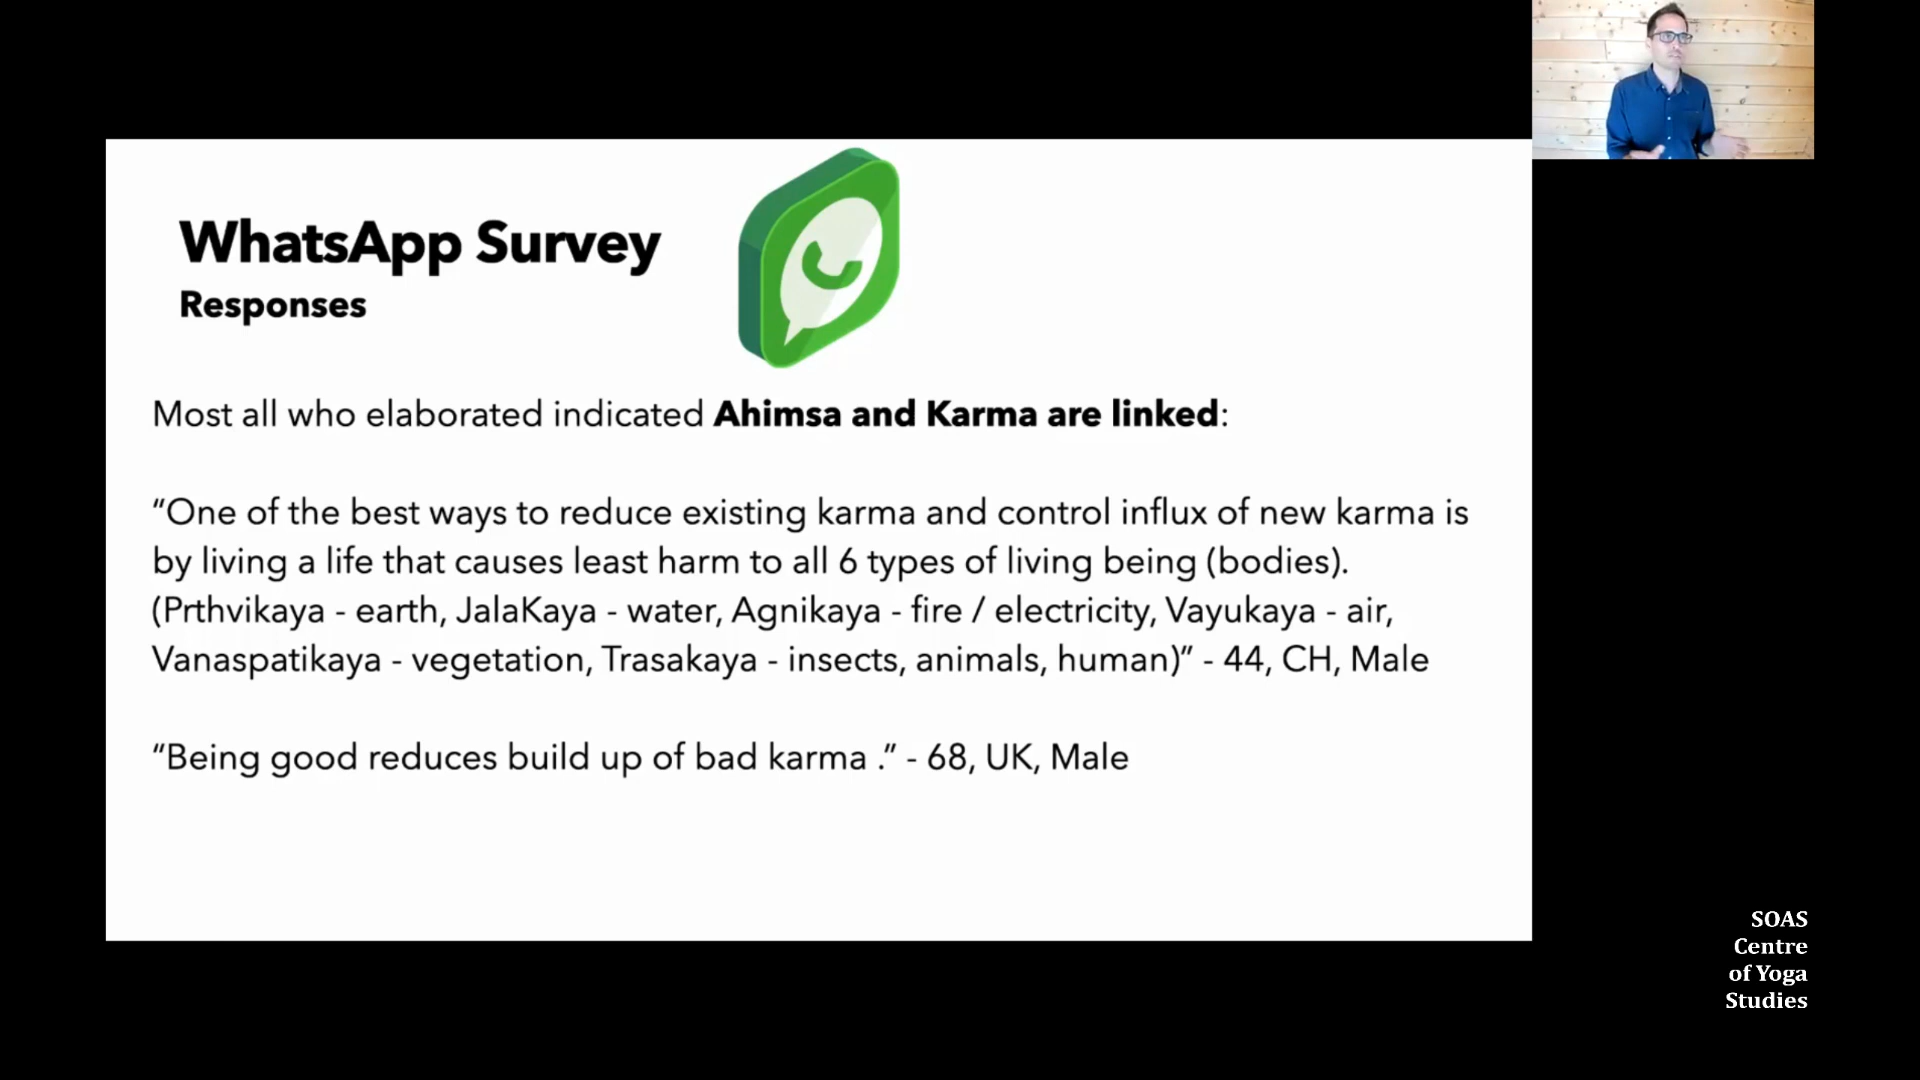 WhatsApp Survey
Responses
Most all who elaborated indicated Ahimsa and Karma are linked:
“One of the best ways to reduce existing karma and control influx of new karma is
by living a life that causes least harm to all 6 types of living being (bodies).
(Prthvikaya - earth, JalaKaya - water, Agnikaya - fire / electricity, Vayukaya - air,
Vanaspatikaya - vegetation, Trasakaya - insects, animals, human)” - 44, CH, Male
“Being good reduces build up of bad karma .” - 68, UK, Male
SOAS
Centre
of Yoga
Studies